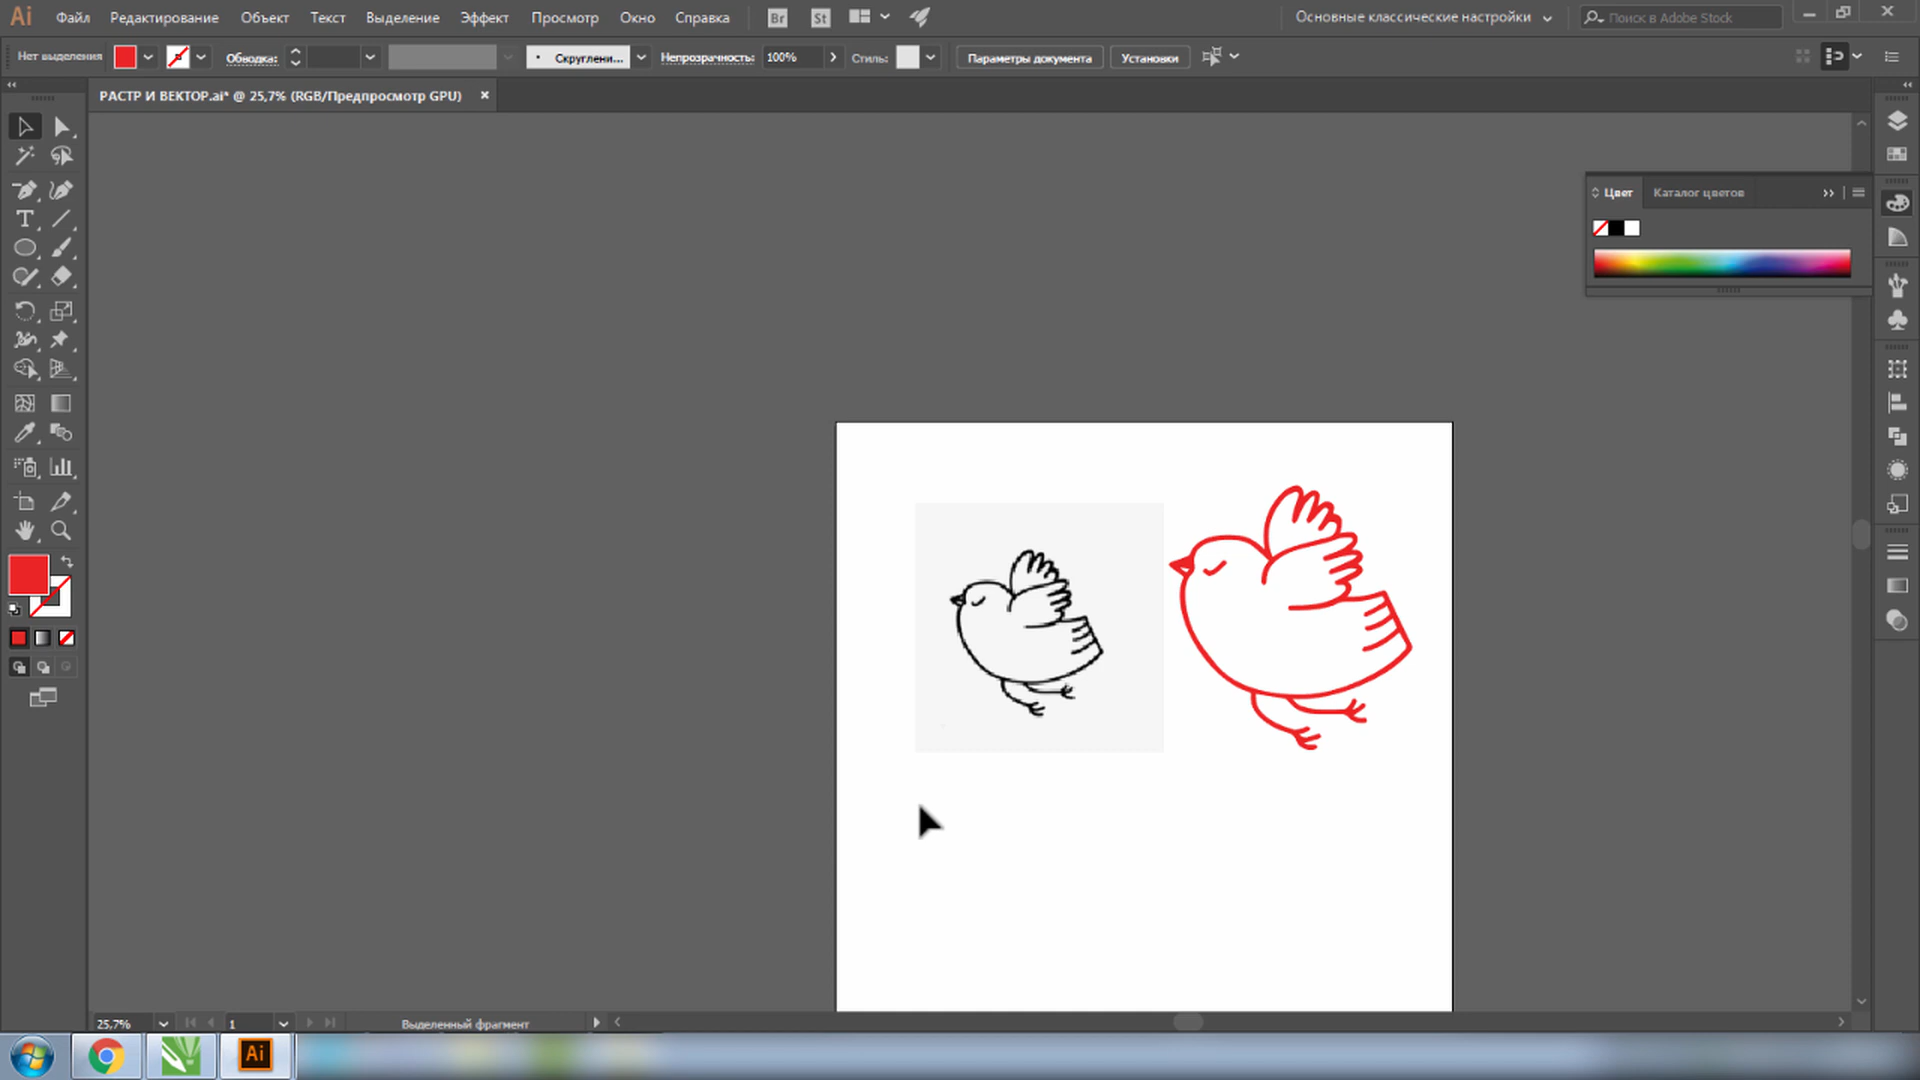 Ai Файл Редактирование Объект Текст Выделение Эффект Просмотр Окно Справка Br St Основные классические настройки Поиск в Adobe Stock
Нет выделения Обводка: Скруглени... Непрозрачность: 100% Стиль: Параметры документа Установки
РАСТР И ВЕКТОР.ai* @ 25,7% (RGB/Предпросмотр GPU)
Цвет Каталог цветов
25,7% 1 Выделенный фрагмент
Ai